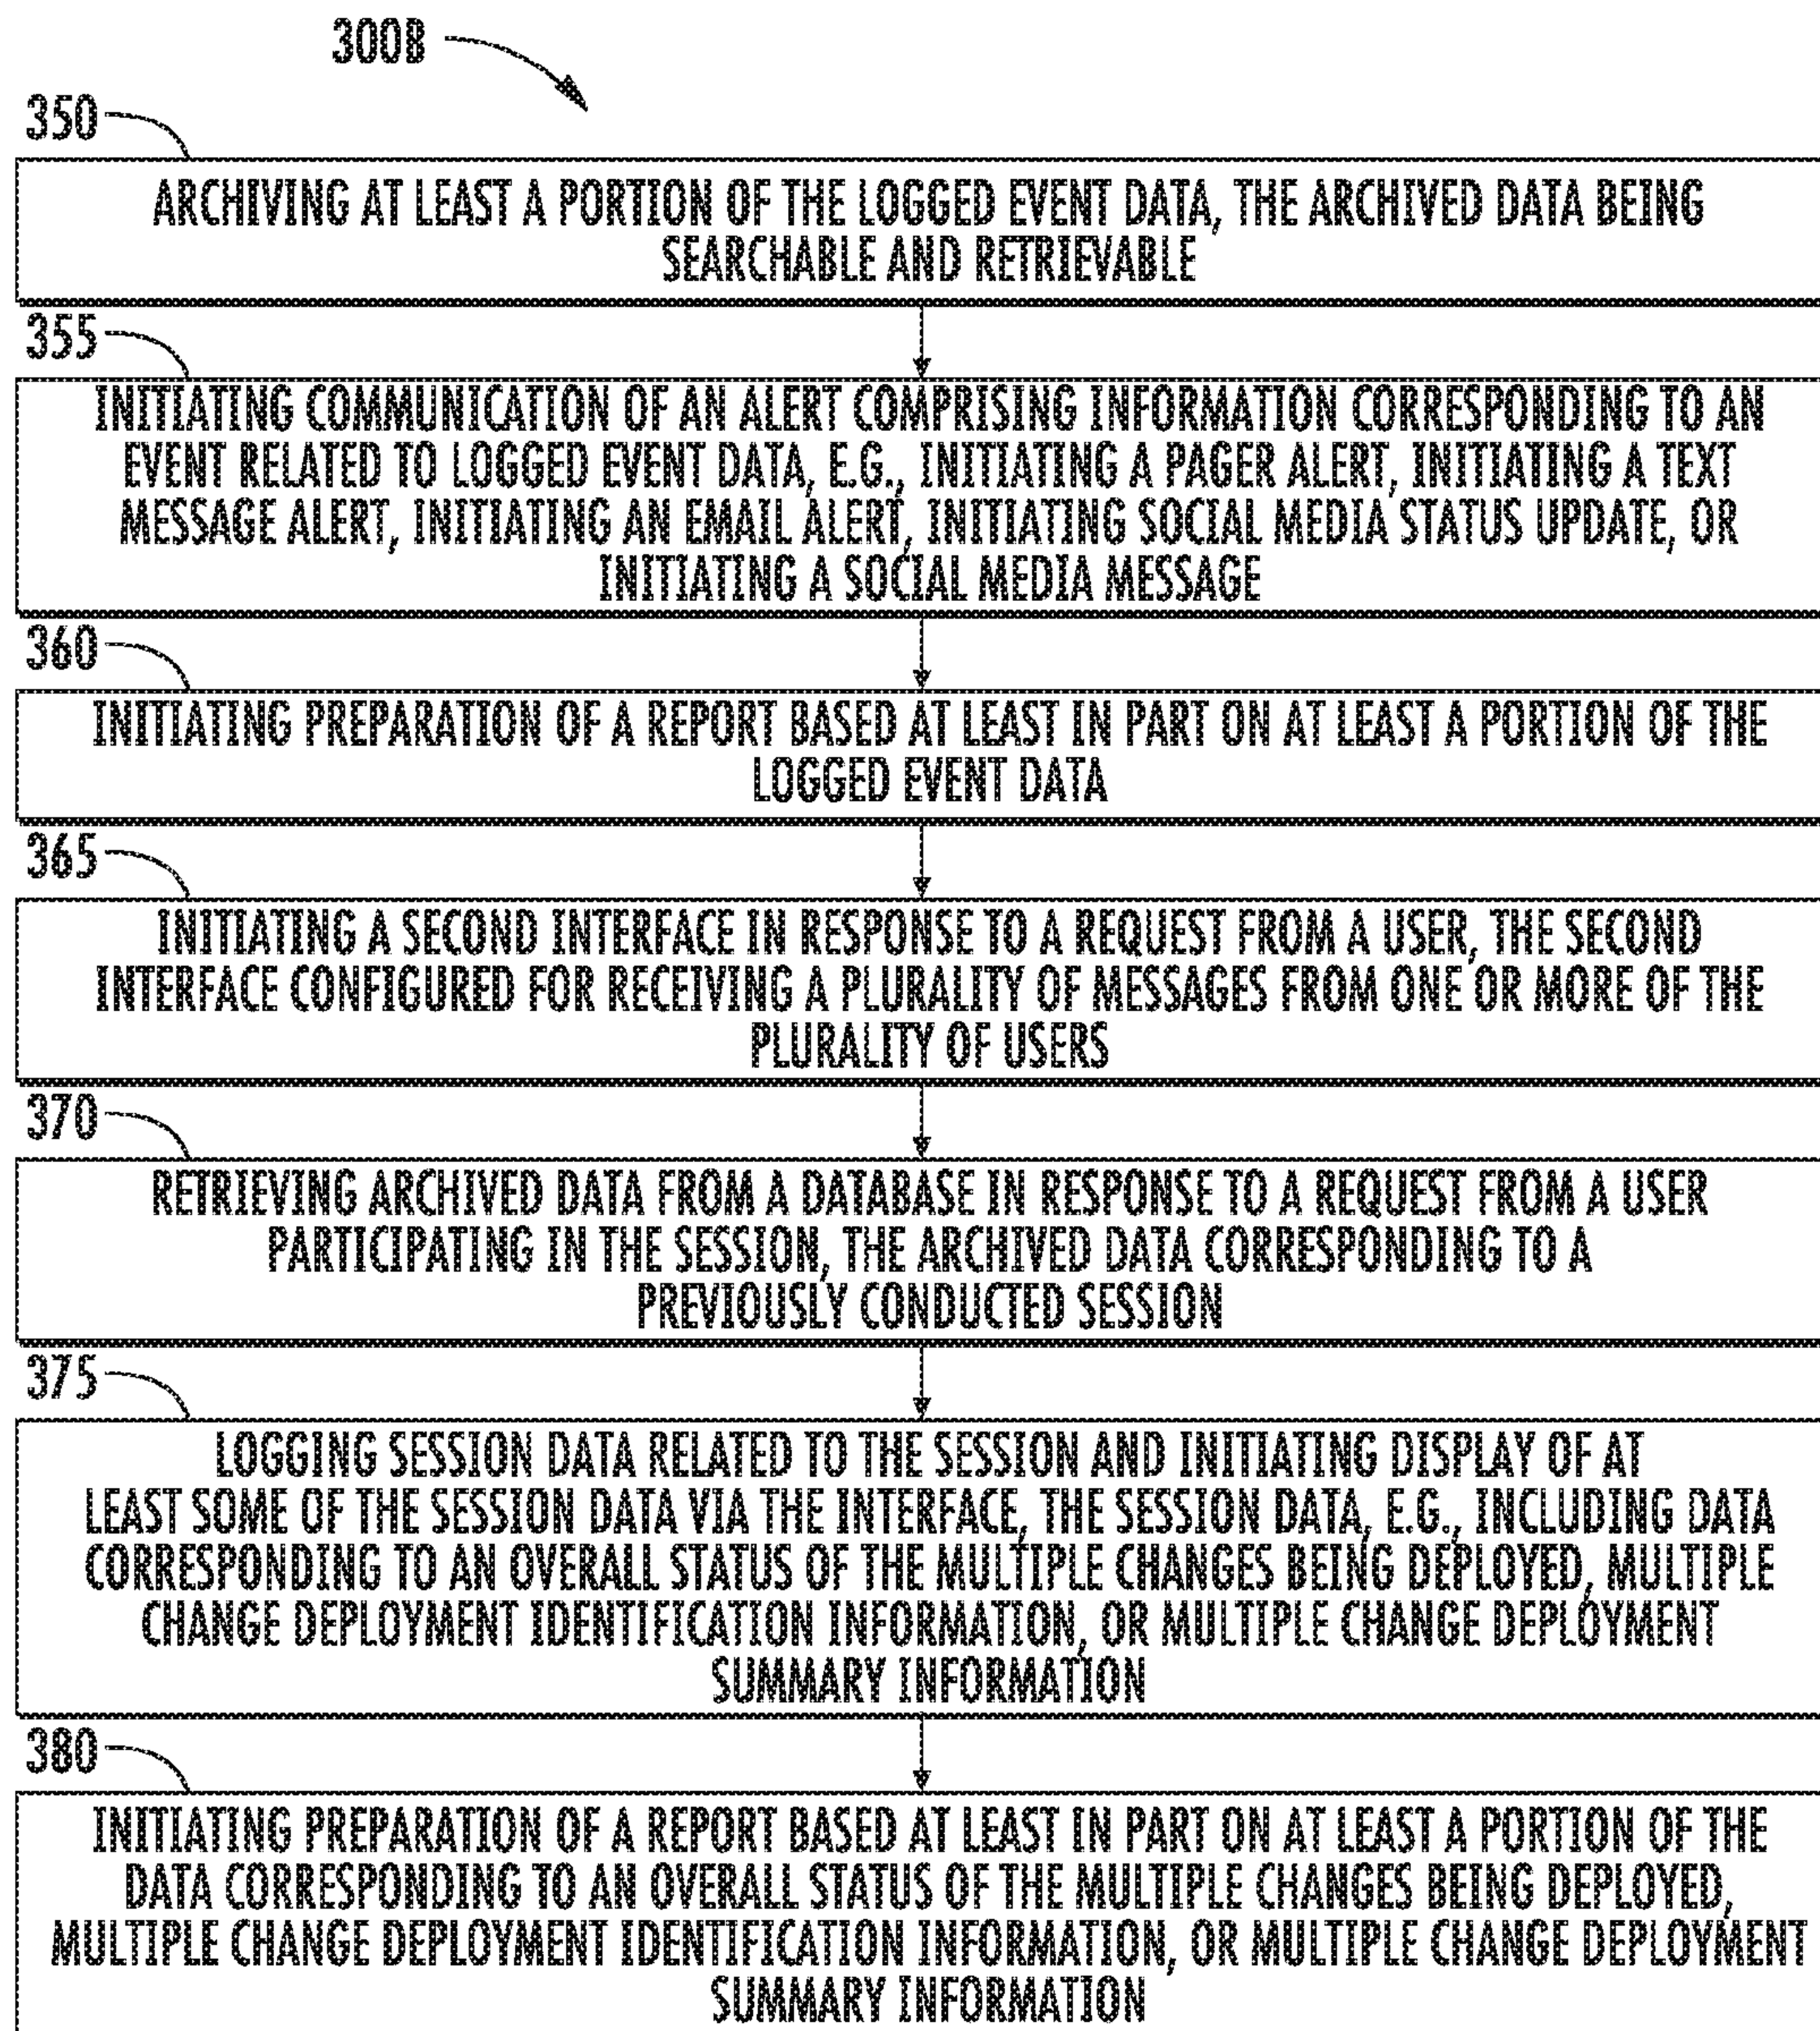 300B
350
ARCHIVING AT LEAST A PORTION OF THE LOGGED EVENT DATA, THE ARCHIVED DATA BEING
SEARCHABLE AND RETRIEVABLE
355
INITIATING COMMUNICATION OF AN ALERT COMPRISING INFORMATION CORRESPONDING TO AN
EVENT RELATED TO LOGGED EVENT DATA, E.G., INITIATING A PAGER ALERT, INITIATING A TEXT
MESSAGE ALERT, INITIATING AN EMAIL ALERT, INITIATING SOCIAL MEDIA STATUS UPDATE, OR
INITIATING A SOCIAL MEDIA MESSAGE
360
INITIATING PREPARATION OF A REPORT BASED AT LEAST IN PART ON AT LEAST A PORTION OF THE
LOGGED EVENT DATA
365
INITIATING A SECOND INTERFACE IN RESPONSE TO A REQUEST FROM A USER, THE SECOND
INTERFACE CONFIGURED FOR RECEIVING A PLURALITY OF MESSAGES FROM ONE OR MORE OF THE
PLURALITY OF USERS
370
RETRIEVING ARCHIVED DATA FROM A DATABASE IN RESPONSE TO A REQUEST FROM A USER
PARTICIPATING IN THE SESSION, THE ARCHIVED DATA CORRESPONDING TO A
PREVIOUSLY CONDUCTED SESSION
375
LOGGING SESSION DATA RELATED TO THE SESSION AND INITIATING DISPLAY OF AT
LEAST SOME OF THE SESSION DATA VIA THE INTERFACE, THE SESSION DATA, E.G., INCLUDING DATA
CORRESPONDING TO AN OVERALL STATUS OF THE MULTIPLE CHANGES BEING DEPLOYED, MULTIPLE
CHANGE DEPLOYMENT IDENTIFICATION INFORMATION, OR MULTIPLE CHANGE DEPLOYMENT
SUMMARY INFORMATION
380
INITIATING PREPARATION OF A REPORT BASED AT LEAST IN PART ON AT LEAST A PORTION OF THE
DATA CORRESPONDING TO AN OVERALL STATUS OF THE MULTIPLE CHANGES BEING DEPLOYED,
MULTIPLE CHANGE DEPLOYMENT IDENTIFICATION INFORMATION, OR MULTIPLE CHANGE DEPLOYMENT
SUMMARY INFORMATION